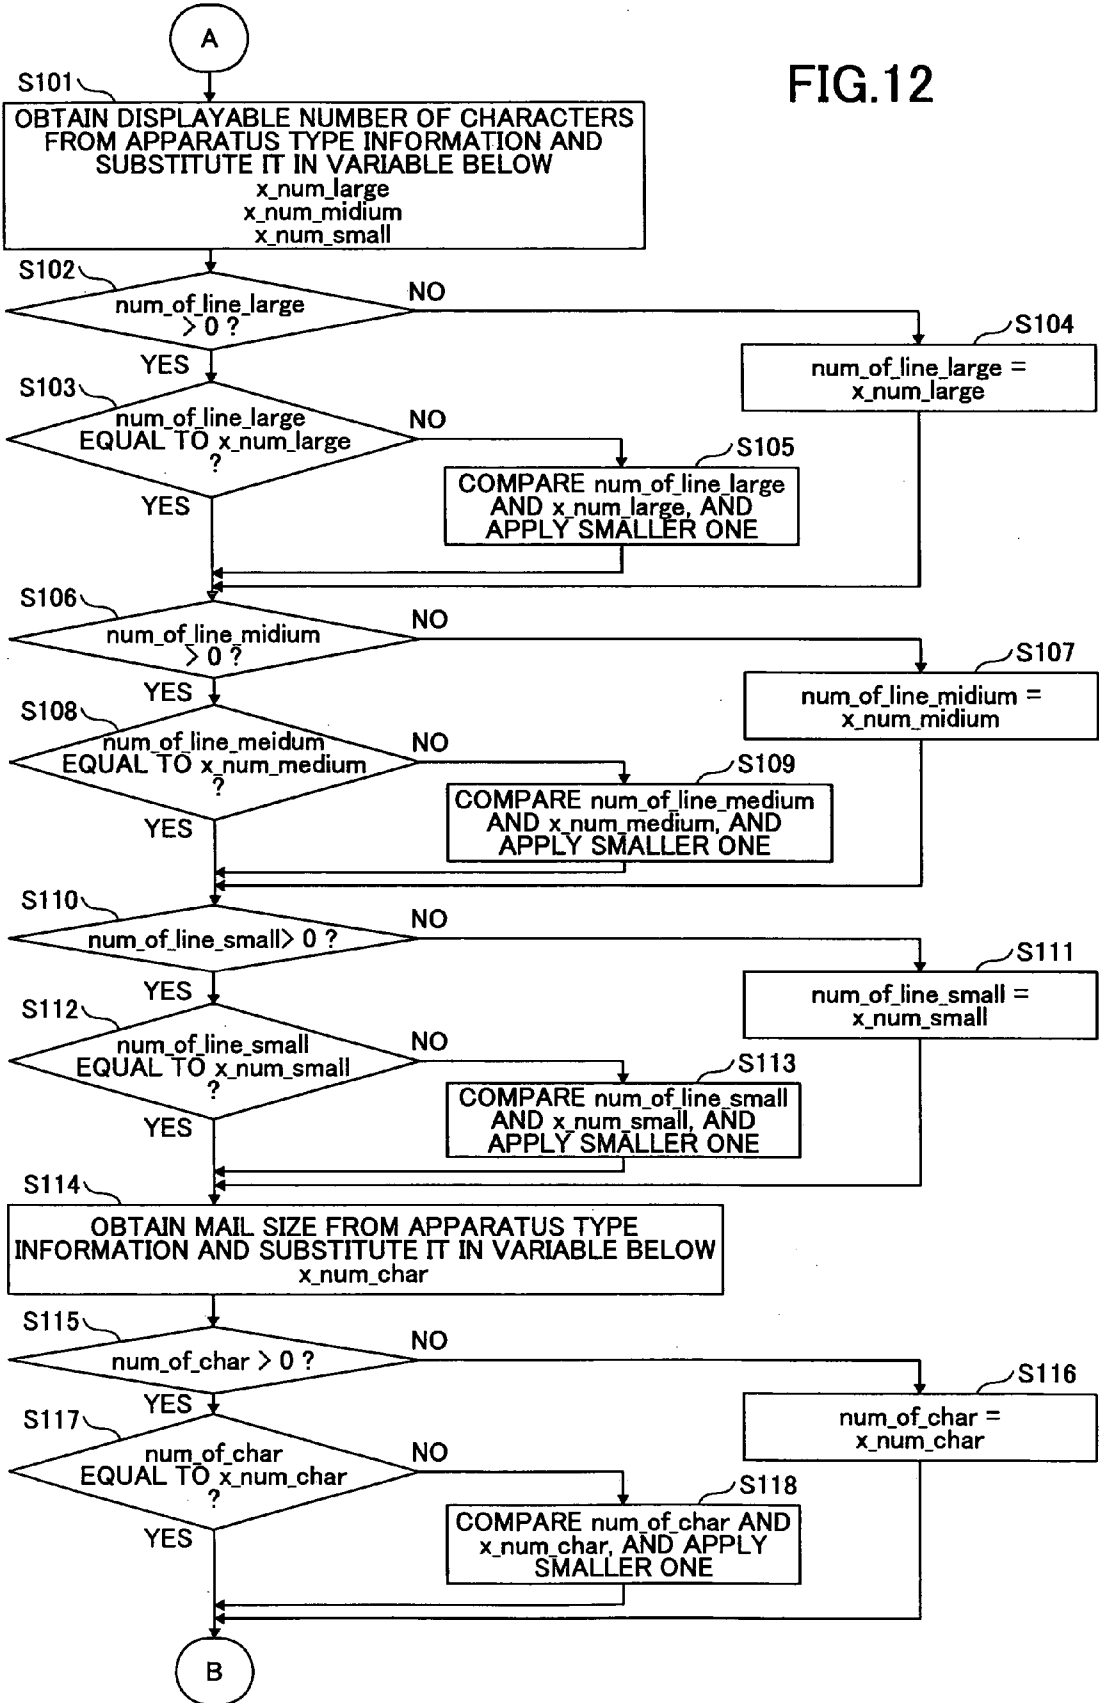 A
FIG.12
S101
OBTAIN DISPLAYABLE NUMBER OF CHARACTERS
FROM APPARATUS TYPE INFORMATION AND
SUBSTITUTE IT IN VARIABLE BELOW
x_num_large
x_num_midium
x_num_small
S102
num_of_line_large
> 0 ?
NO
YES
S104
num_of_line_large =
x_num_large
S103
num_of_line_large
EQUAL TO x_num_large
?
NO
YES
S105
COMPARE num_of_line_large
AND x_num_large, AND
APPLY SMALLER ONE
S106
num_of_line_midium
> 0 ?
NO
YES
S107
num_of_line_midium =
x_num_midium
S108
num_of_line_meidum
EQUAL TO x_num_medium
?
NO
YES
S109
COMPARE num_of_line_medium
AND x_num_medium, AND
APPLY SMALLER ONE
S110
num_of_line_small> 0 ?
NO
YES
S111
num_of_line_small =
x_num_small
S112
num_of_line_small
EQUAL TO x_num_small
?
NO
YES
S113
COMPARE num_of_line_small
AND x_num_small, AND
APPLY SMALLER ONE
S114
OBTAIN MAIL SIZE FROM APPARATUS TYPE
INFORMATION AND SUBSTITUTE IT IN VARIABLE BELOW
x_num_char
S115
num_of_char > 0 ?
NO
YES
S116
num_of_char =
x_num_char
S117
num_of_char
EQUAL TO x_num_char
?
NO
YES
S118
COMPARE num_of_char AND
x_num_char, AND APPLY
SMALLER ONE
B